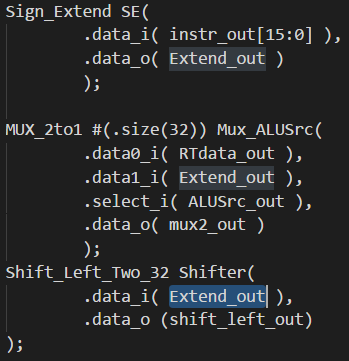 Sign_Extend SE(
.data_i( instr_out[15:0] ),
.data_o( Extend_out )
);
MUX_2to1 #(.size(32)) Mux_ALUSrc(
.data0_i( RTdata_out ),
.data1_i( Extend_out ),
.select_i( ALUSrc_out ),
.data_o( mux2_out )
);
Shift_Left_Two_32 Shifter(
.data_i( Extend_out ),
.data_o (shift_left_out)
);